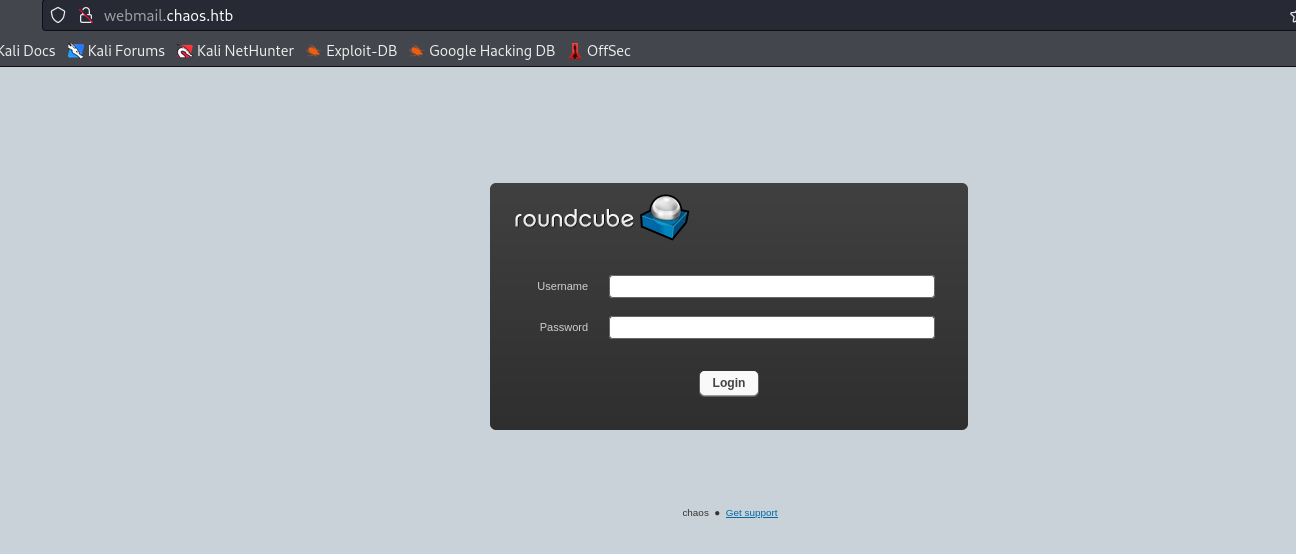 webmail.chaos.htb
Kali Docs Kali Forums Kali NetHunter Exploit-DB Google Hacking DB OffSec
roundcube
Username
Password
Login
chaos ● Get support